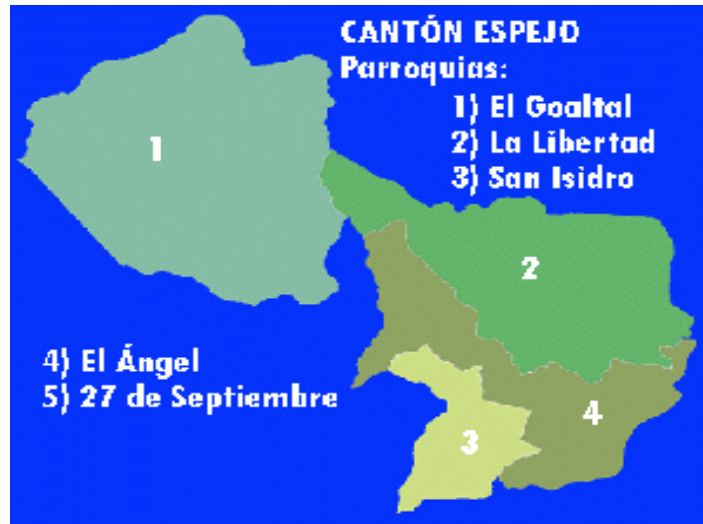 CANTÓN ESPEJO
Parroquias:
1) El Goaltal
2) La Libertad
3) San Isidro
1
2
4) El Ángel
5) 27 de Septiembre
4
3